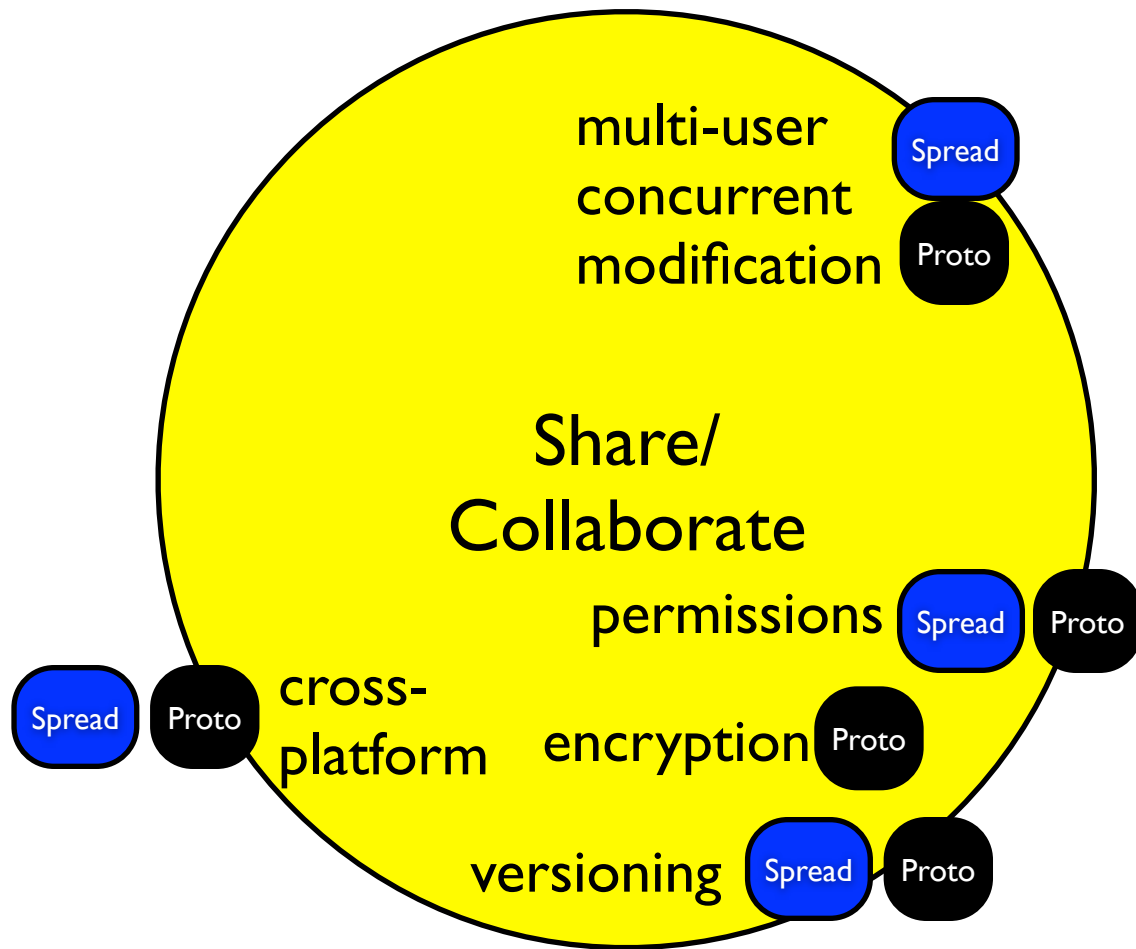 multi-user
concurrent
modification
Spread
Proto
Share/
Collaborate
permissions Spread Proto
Spread Proto cross-
platform
encryption Proto
versioning Spread Proto